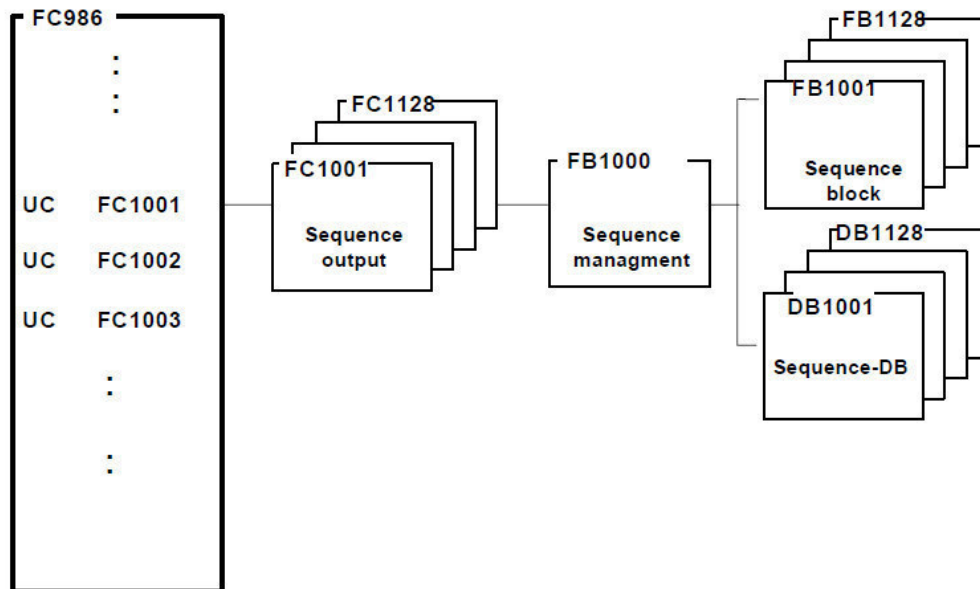 FC986
:
:
UC FC1001
UC FC1002
UC FC1003
:
:
FC1128
FC1001
Sequence
output
FB1000
Sequence
managment
FB1128
FB1001
Sequence
block
DB1128
DB1001
Sequence-DB